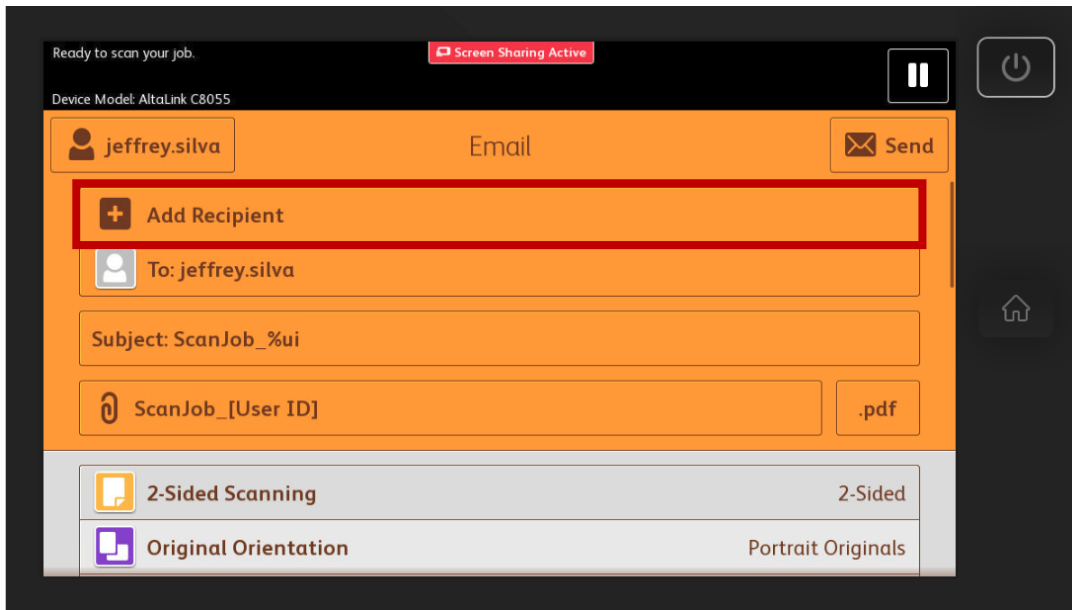 Ready to scan your job.
Screen Sharing Active
Device Model: AltaLink C8055
jeffrey.silva
Email
Send
Add Recipient
To: jeffrey.silva
Subject: ScanJob_%ui
ScanJob_[User ID]
.pdf
2-Sided Scanning
2-Sided
Original Orientation
Portrait Originals